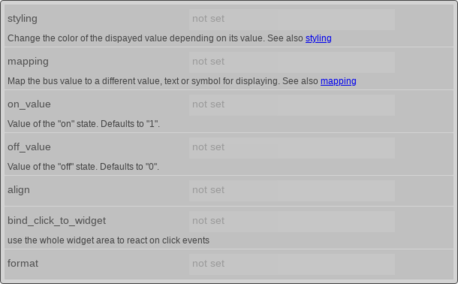 styling not set
Change the color of the dispayed value depending on its value. See also styling
mapping not set
Map the bus value to a different value, text or symbol for displaying. See also mapping
on_value not set
Value of the "on" state. Defaults to "1".
off_value not set
Value of the "off" state. Defaults to "0".
align not set
bind_click_to_widget not set
use the whole widget area to react on click events
format not set